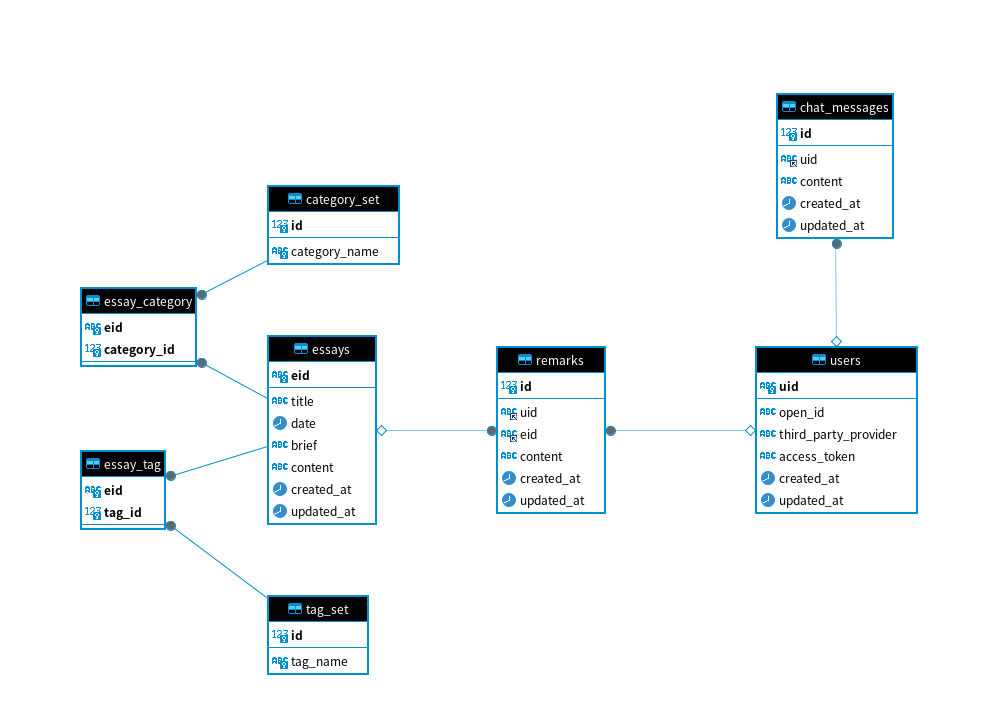 chat_messages
id
uid
content
created_at
updated_at
category_set
id
category_name
essay_category
eid
category_id
essays
eid
title
date
brief
content
created_at
updated_at
remarks
id
uid
eid
content
created_at
updated_at
users
uid
open_id
third_party_provider
access_token
created_at
updated_at
essay_tag
eid
tag_id
tag_set
id
tag_name